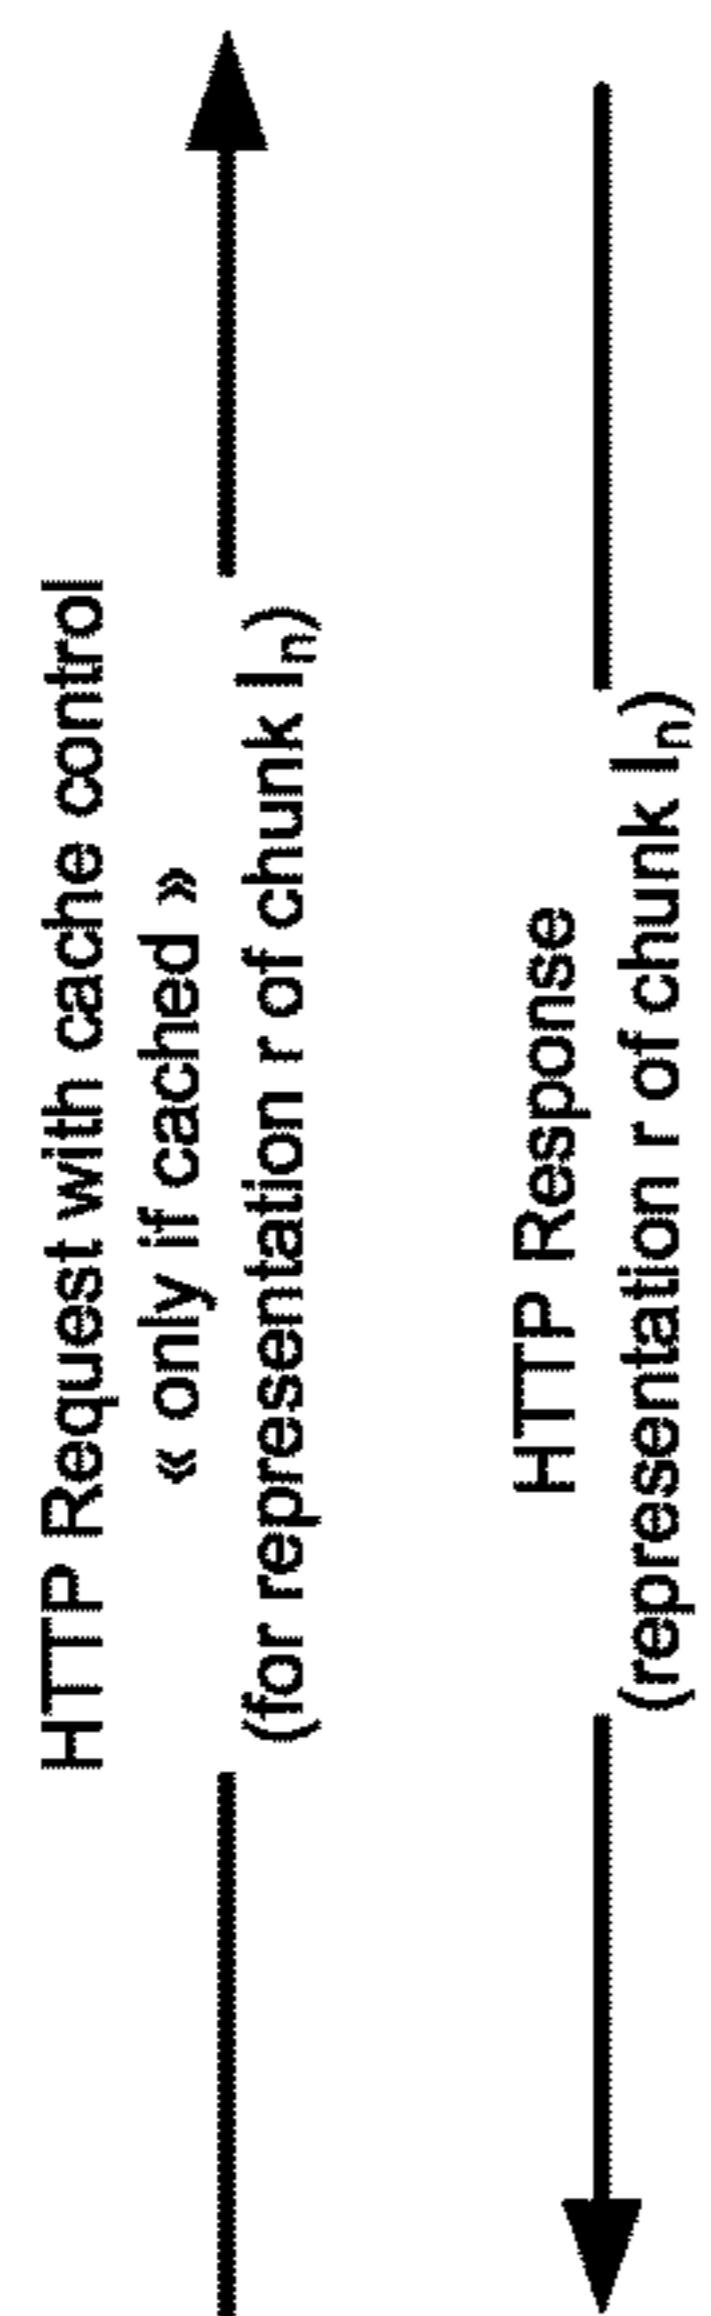 HTTP Request with cache control
« only if cached »
(for representation r of chunk Iₙ)
HTTP Response
(representation r of chunk Iₙ)